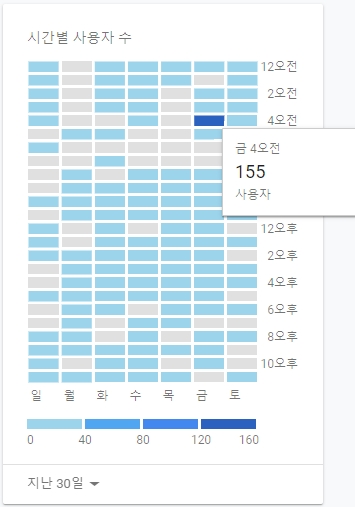 시간별 사용자 수
12오전
2오전
4오전
금 4오전
155
사용자
12오후
2오후
4오후
6오후
8오후
10오후
일 월 화 수 목 금 토
0 40 80 120 160
지난 30일